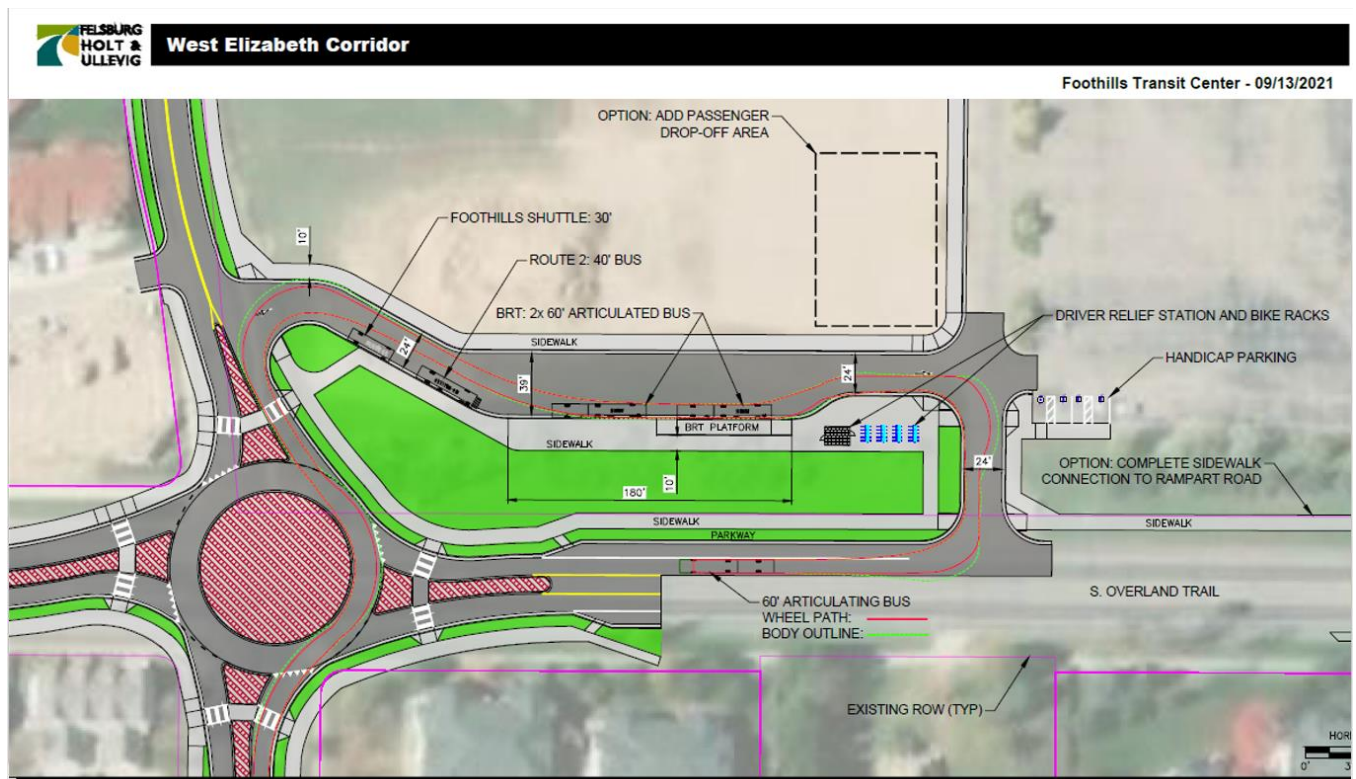 FELSBURG
HOLT &
ULLEVIG
West Elizabeth Corridor
Foothills Transit Center - 09/13/2021
OPTION: ADD PASSENGER
DROP-OFF AREA
FOOTHILLS SHUTTLE: 30'
10'
ROUTE 2: 40' BUS
BRT: 2x 60' ARTICULATED BUS
DRIVER RELIEF STATION AND BIKE RACKS
SIDEWALK
24'
HANDICAP PARKING
39'
24'
BRT PLATFORM
SIDEWALK
24'
OPTION: COMPLETE SIDEWALK
CONNECTION TO RAMPART ROAD
10'
180'
SIDEWALK
SIDEWALK
PARKWAY
S. OVERLAND TRAIL
60' ARTICULATING BUS
WHEEL PATH:
BODY OUTLINE:
EXISTING ROW (TYP)
HORI
0'
3